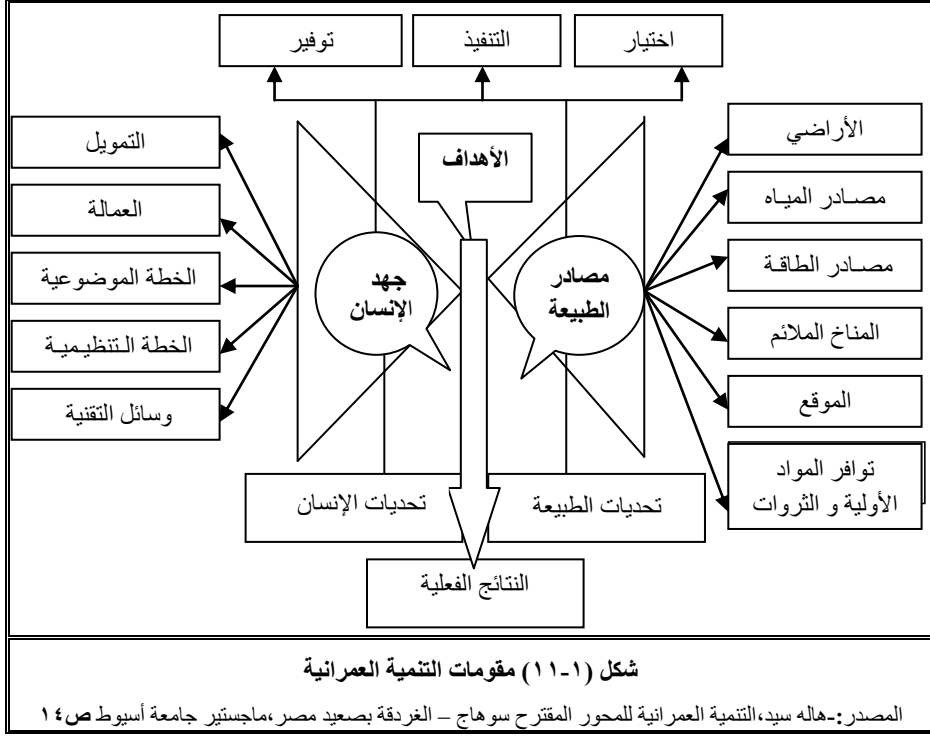 اختيار
التنفيذ
توفير
الأهداف
الأراضي
مصادر المياه
مصادر الطاقة
المناخ الملائم
الموقع
توافر المواد
الأولية و الثروات
مصادر
الطبيعة
جهد
الإنسان
التمويل
العمالة
الخطة الموضوعية
الخطة التنظيمية
وسائل التقنية
تحديات الطبيعة
تحديات الإنسان
النتائج الفعلية
شكل (١-١١) مقومات التنمية العمرانية
المصدر:-هاله سيد،التنمية العمرانية للمحور المقترح سوهاج – الغردقة بصعيد مصر،ماجستير جامعة أسيوط ص١٤